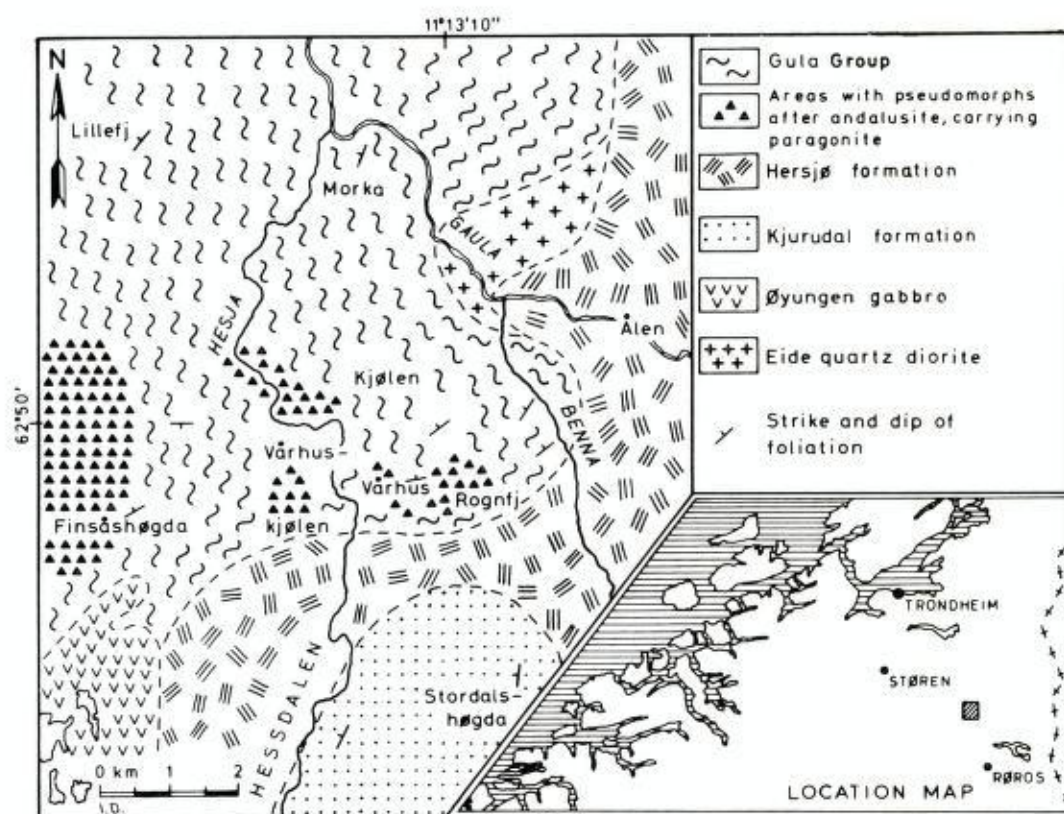 11°13'10"
N
Lillefj
Morka
GAULA
HESJA
Ålen
62°50'
Kjølen
BENNA
Vårhus-
kjølen
Vårhus
Rognfj
Finsåshøgda
HESSDALEN
Stordals-
høgda
0 km 1 2
I.D.
Gula Group
Areas with pseudomorphs
after andalusite, carrying
paragonite
Hersjø formation
Kjurudal formation
Øyungen gabbro
Eide quartz diorite
Strike and dip of
foliation
TRONDHEIM
STØREN
RØROS
LOCATION MAP